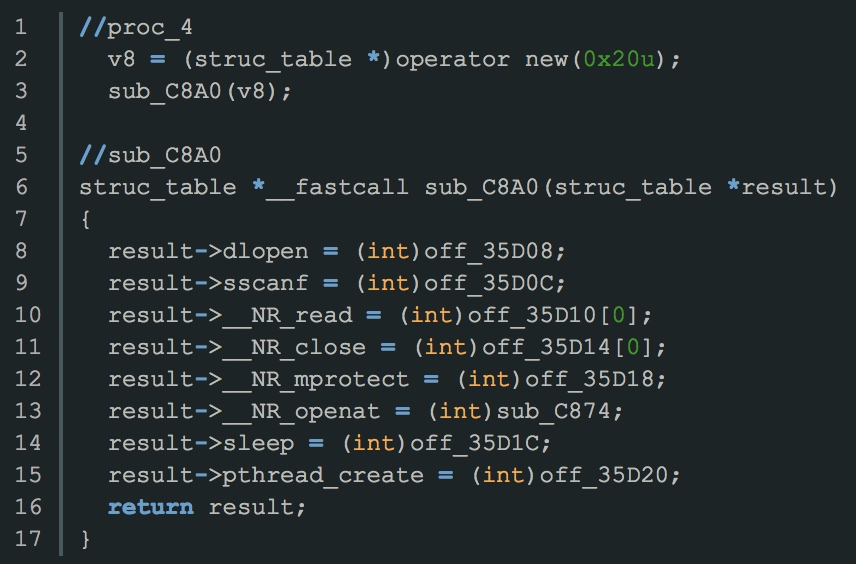 1 //proc_4
2   v8 = (struc_table *)operator new(0x20u);
3   sub_C8A0(v8);
4
5 //sub_C8A0
6 struc_table *__fastcall sub_C8A0(struc_table *result)
7 {
8   result->dlopen = (int)off_35D08;
9   result->sscanf = (int)off_35D0C;
10   result->__NR_read = (int)off_35D10[0];
11   result->__NR_close = (int)off_35D14[0];
12   result->__NR_mprotect = (int)off_35D18;
13   result->__NR_openat = (int)sub_C874;
14   result->sleep = (int)off_35D1C;
15   result->pthread_create = (int)off_35D20;
16   return result;
17 }